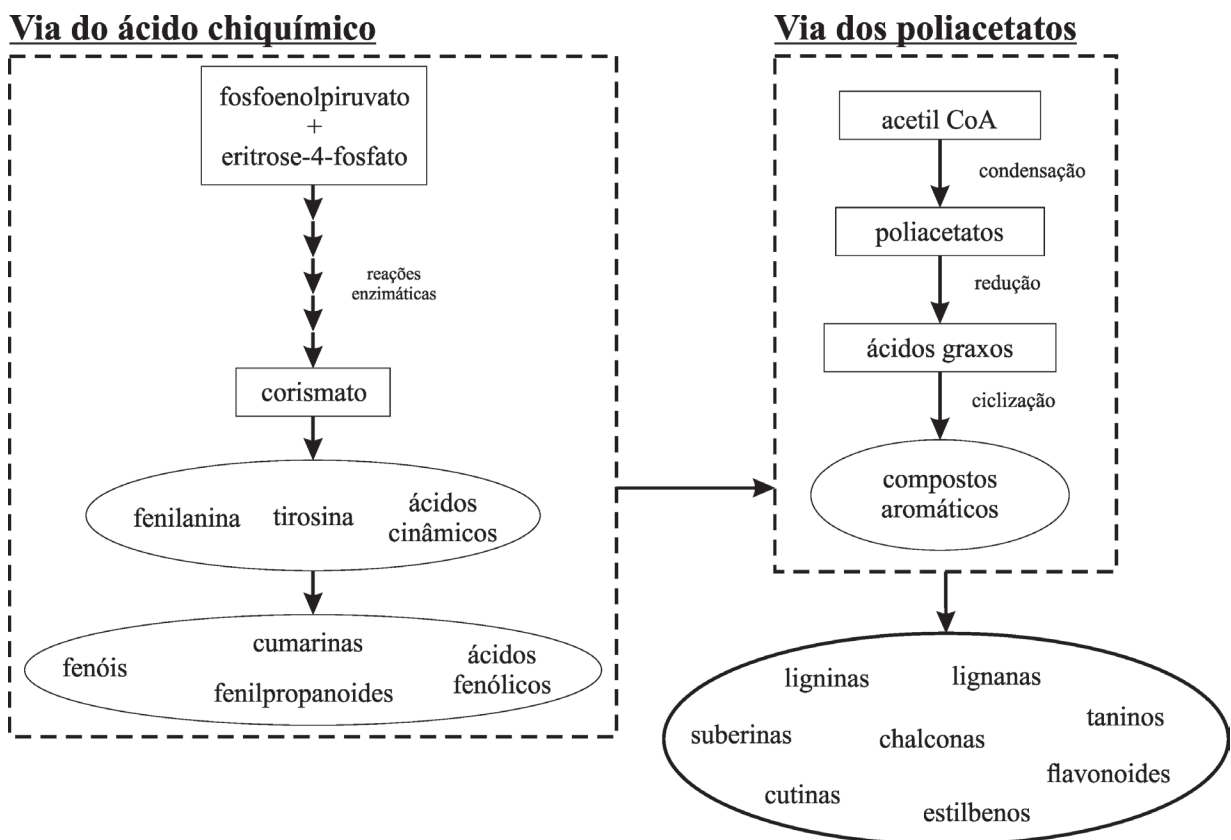 Via do ácido chiquímico
fosfoenolpiruvato
+
eritrose-4-fosfato
reações
enzimáticas
corismato
fenilanina
tirosina
ácidos
cinâmicos
fenóis
cumarinas
fenilpropanoides
ácidos
fenólicos
Via dos poliacetatos
acetil CoA
condensação
poliacetatos
redução
ácidos graxos
ciclização
compostos
aromáticos
ligninas
lignanas
taninos
suberinas
chalconas
flavonoides
cutinas
estilbenos